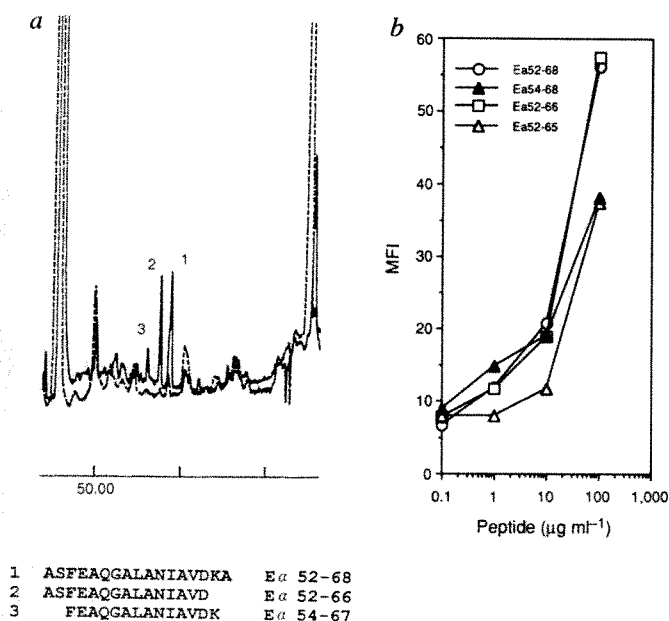 a
b
60
50
40
30
20
10
0
MFI
Ea52-68
Ea54-68
Ea52-66
Ea52-65
2
1
3
50.00
0.1 1 10 100 1,000
Peptide (µg ml⁻¹)
1 ASFEAQGALANIAVDKA Eα 52-68
2 ASFEAQGALANIAVD Eα 52-66
3 FEAQGALANIAVDK Eα 54-67